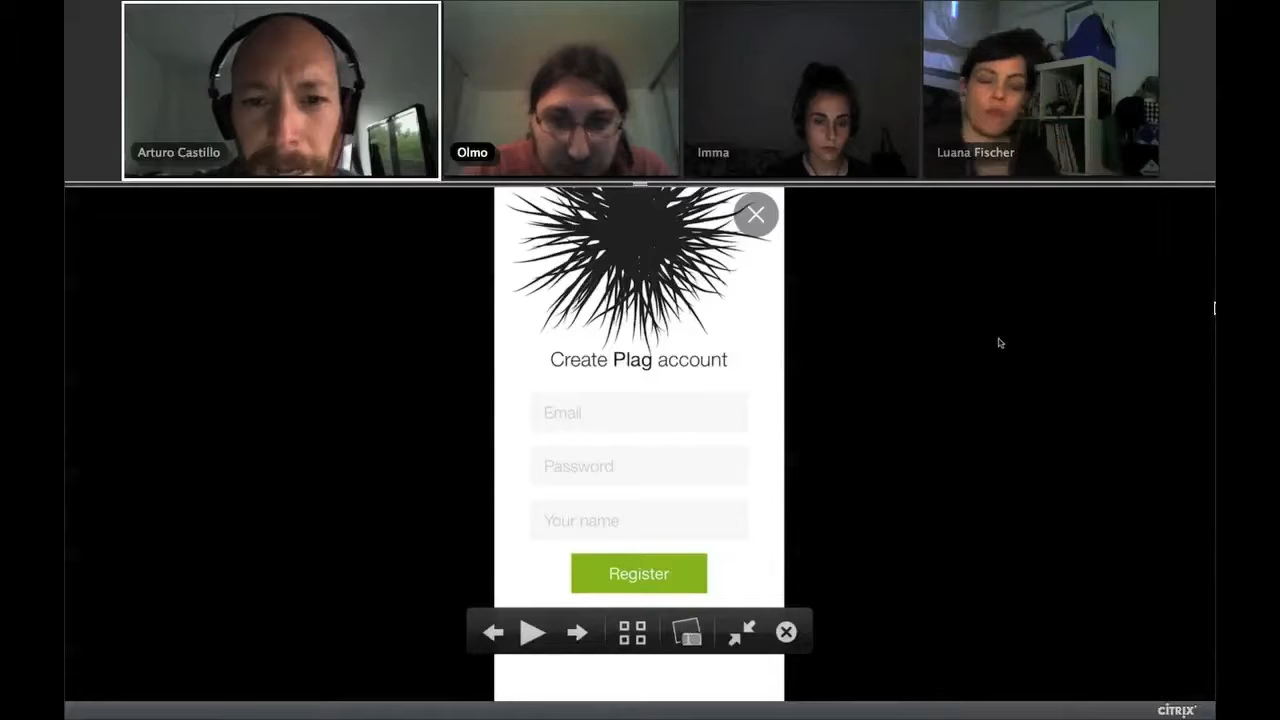 Arturo Castillo
Olmo
Imma
Luana Fischer
Create Plag account
Email
Password
Your name
Register
CITRIX